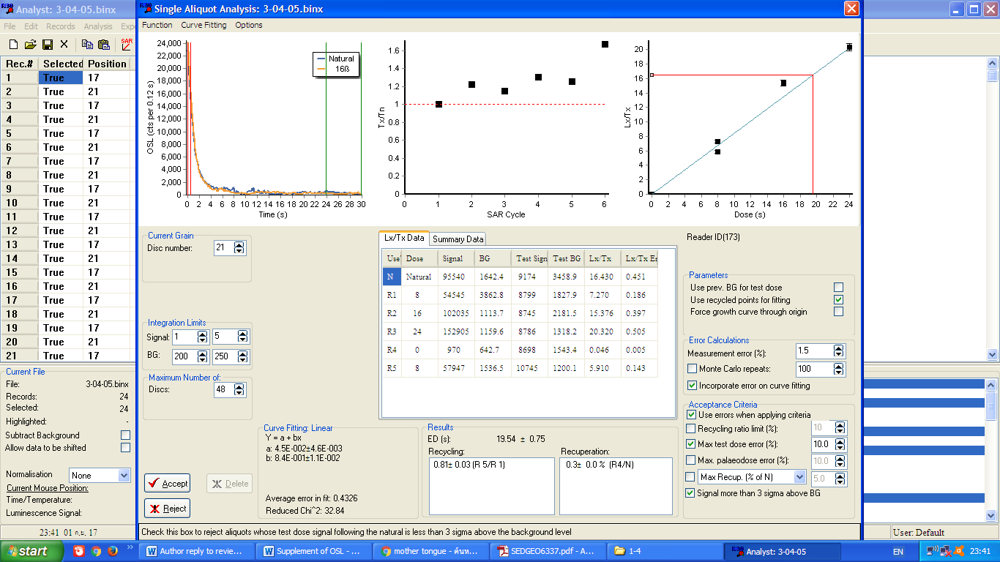 Analyst: 3-04-05.binx
Single Aliquot Analysis: 3-04-05.binx
File Edit Records Analysis
Function Curve Fitting Options
SAR
Rec.# Selected Position
1 True 17
2 True 21
3 True 17
4 True 21
5 True 17
6 True 21
7 True 17
8 True 21
9 True 17
10 True 21
11 True 17
12 True 21
13 True 17
14 True 21
15 True 17
16 True 21
17 True 17
18 True 21
19 True 17
20 True 21
21 True 17
Current File
File: 3-04-05.binx
Records: 24
Selected: 24
Highlighted: -
Subtract Background
Allow data to be shifted
Normalisation None
Current Mouse Position:
Time/Temperature:
Luminescence Signal:
23:41 01 ก.ย. 17
OSL (cts per 0.12 s)
24,000
22,000
20,000
18,000
16,000
14,000
12,000
10,000
8,000
6,000
4,000
2,000
0
Natural
16ß
0 2 4 6 8 10 12 14 16 18 20 22 24 26 28 30
Time (s)
Tx/Tn
1.6
1.4
1.2
1
0.8
0.6
0.4
0.2
0
0 1 2 3 4 5 6
SAR Cycle
Lx/Tx
20
18
16
14
12
10
8
6
4
2
0
0 2 4 6 8 10 12 14 16 18 20 22 24
Dose (s)
Current Grain
Disc number: 21
Integration Limits
Signal: 1 5
BG: 200 250
Maximum Number of:
Discs: 48
Accept
Delete
Reject
Lx/Tx Data Summary Data
Use Dose Signal BG Test Sign Test BG Lx/Tx Lx/Tx Er
N Natural 95540 1642.4 9174 3458.9 16.430 0.451
R1 8 54545 3862.8 8799 1827.9 7.270 0.186
R2 16 102035 1113.7 8745 2181.5 15.376 0.397
R3 24 152905 1159.6 8786 1318.2 20.320 0.505
R4 0 970 642.7 8698 1543.4 0.046 0.005
R5 8 57947 1536.5 10745 1200.1 5.910 0.143
Curve Fitting: Linear
Y = a + bx
a: 4.5E-002±4.6E-003
b: 8.4E-001±1.1E-002
Average error in fit: 0.4326
Reduced Chi^2: 32.84
Results
ED (s): 19.54 ± 0.75
Recycling:
0.81± 0.03 (R 5/R 1)
Recuperation:
0.3± 0.0 % (R4/N)
Reader ID(173)
Parameters
Use prev. BG for test dose
Use recycled points for fitting
Force growth curve through origin
Error Calculations
Measurement error (%): 1.5
Monte Carlo repeats: 100
Incorporate error on curve fitting
Acceptance Criteria
Use errors when applying criteria
Recycling ratio limit (%): 10
Max test dose error (%): 10.0
Max. palaeodose error (%): 10.0
Max Recup. (% of N) 5.0
Signal more than 3 sigma above BG
Check this box to reject aliquots whose test dose signal following the natural is less than 3 sigma above the background level
User: Default
start
Author reply to revie...
Supplement of OSL - ...
mother tongue - ค้นห...
SEDGEO6337.pdf - A...
1-4
Analyst: 3-04-05
EN
23:41